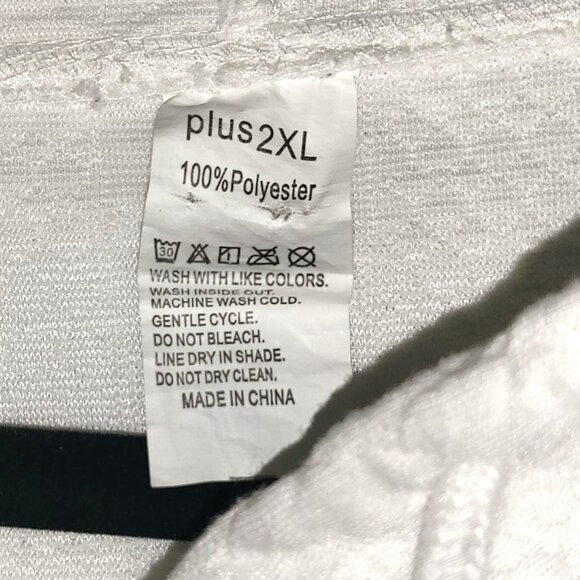 plus2XL
100%Polyester
30
WASH WITH LIKE COLORS.
WASH INSIDE OUT.
MACHINE WASH COLD.
GENTLE CYCLE.
DO NOT BLEACH.
LINE DRY IN SHADE.
DO NOT DRY CLEAN.
MADE IN CHINA